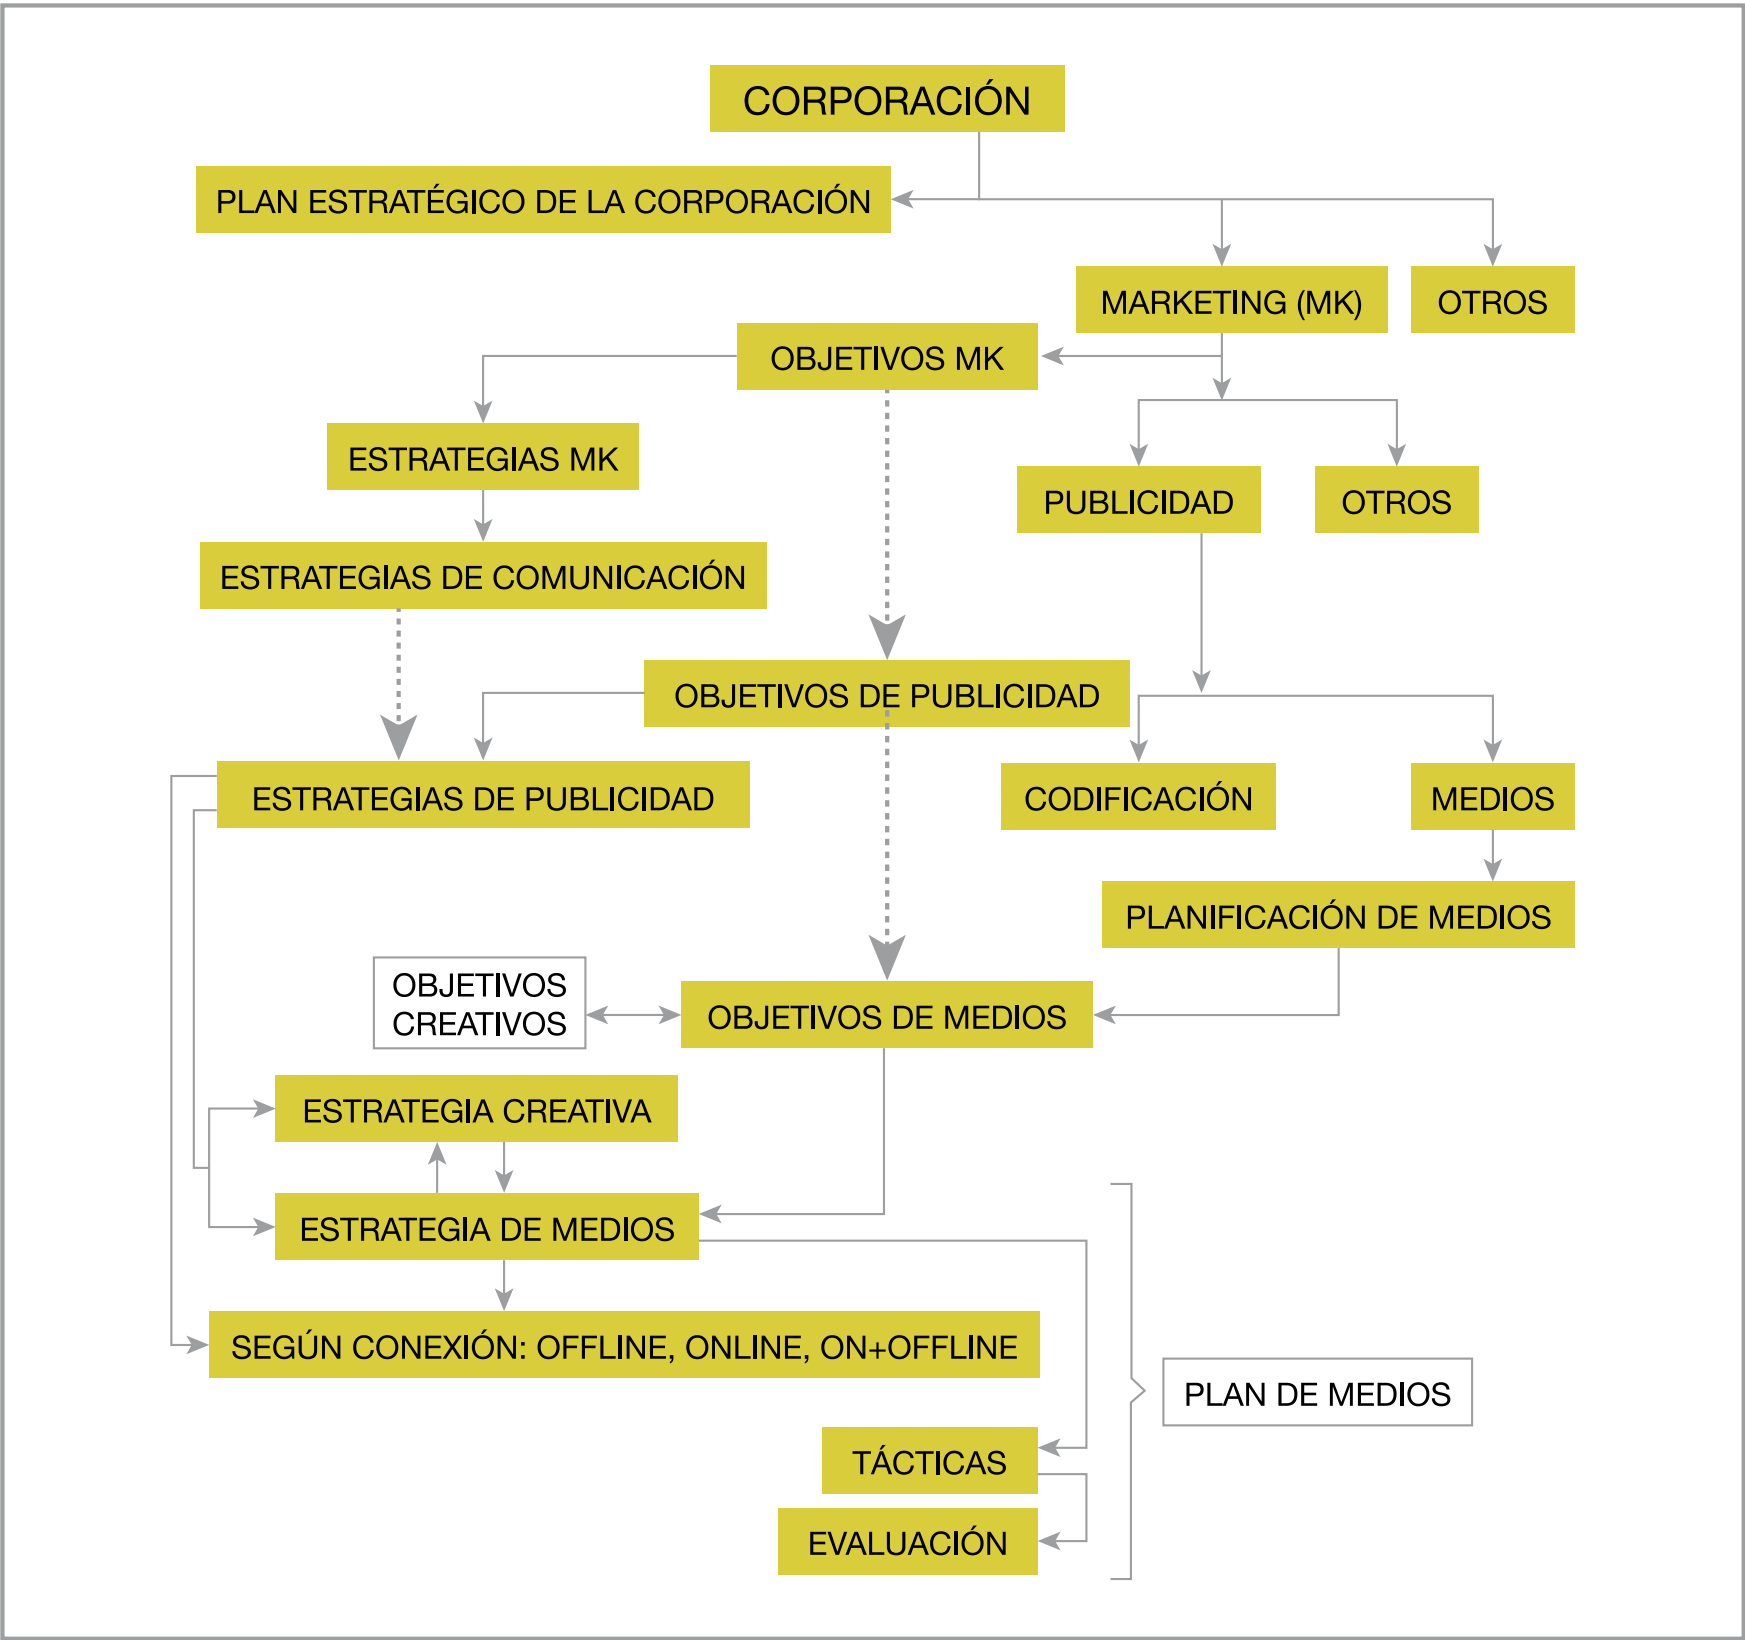 CORPORACIÓN
PLAN ESTRATÉGICO DE LA CORPORACIÓN
MARKETING (MK)
OTROS
OBJETIVOS MK
ESTRATEGIAS MK
PUBLICIDAD
OTROS
ESTRATEGIAS DE COMUNICACIÓN
OBJETIVOS DE PUBLICIDAD
ESTRATEGIAS DE PUBLICIDAD
CODIFICACIÓN
MEDIOS
PLANIFICACIÓN DE MEDIOS
OBJETIVOS
CREATIVOS
OBJETIVOS DE MEDIOS
ESTRATEGIA CREATIVA
ESTRATEGIA DE MEDIOS
SEGÚN CONEXIÓN: OFFLINE, ONLINE, ON+OFFLINE
PLAN DE MEDIOS
TÁCTICAS
EVALUACIÓN